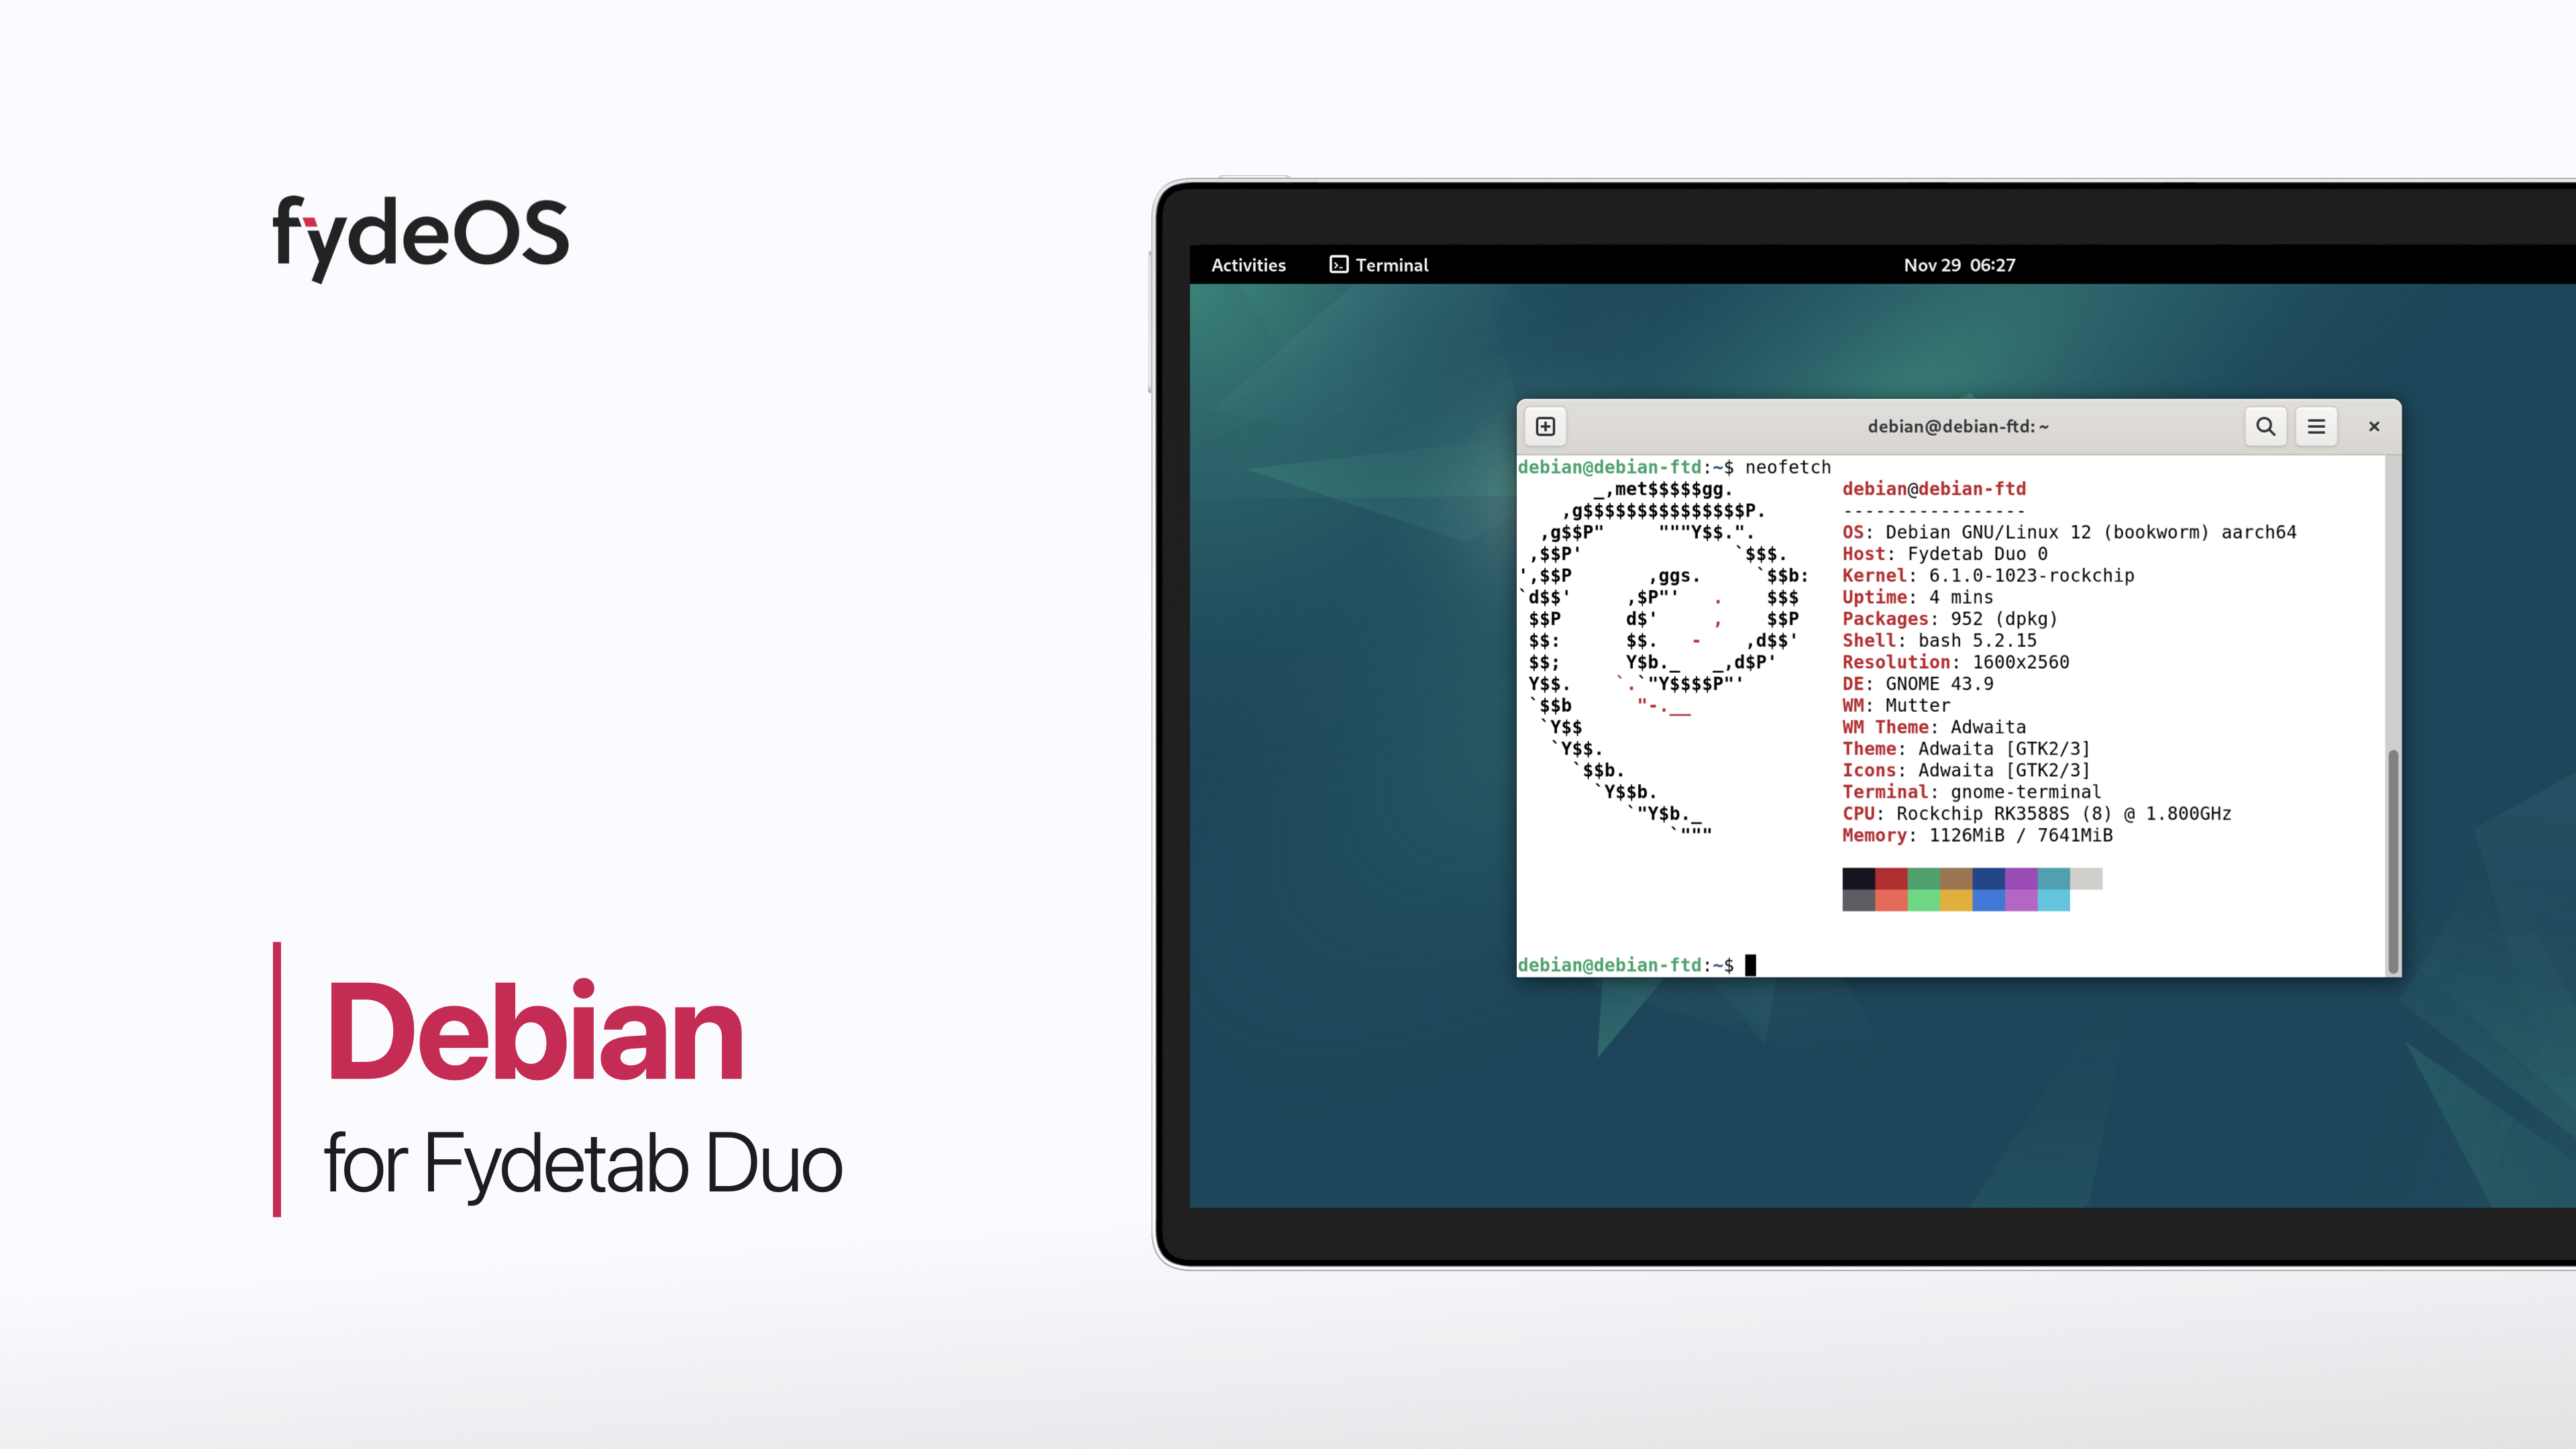 fydeOS
Debian
for Fydetab Duo
Activities
Terminal
Nov 29 06:27
debian@debian-ftd: ~
debian@debian-ftd:~$ neofetch
       _,met$$$$$gg.          debian@debian-ftd
    ,g$$$$$$$$$$$$$$$P.       -----------------
  ,g$$P"     """Y$$.".        OS: Debian GNU/Linux 12 (bookworm) aarch64
 ,$$P'              `$$$.     Host: Fydetab Duo 0
',$$P       ,ggs.     `$$b:   Kernel: 6.1.0-1023-rockchip
`d$$'     ,$P"'   .    $$$    Uptime: 4 mins
 $$P      d$'     ,    $$P    Packages: 952 (dpkg)
 $$:      $$.   -    ,d$$'    Shell: bash 5.2.15
 $$;      Y$b._   _,d$P'      Resolution: 1600x2560
 Y$$.    `.`"Y$$$$P"'         DE: GNOME 43.9
 `$$b      "-.__              WM: Mutter
  `Y$$                        WM Theme: Adwaita
   `Y$$.                      Theme: Adwaita [GTK2/3]
     `$$b.                    Icons: Adwaita [GTK2/3]
       `Y$$b.                 Terminal: gnome-terminal
          `"Y$b._             CPU: Rockchip RK3588S (8) @ 1.800GHz
              `"""            Memory: 1126MiB / 7641MiB
debian@debian-ftd:~$